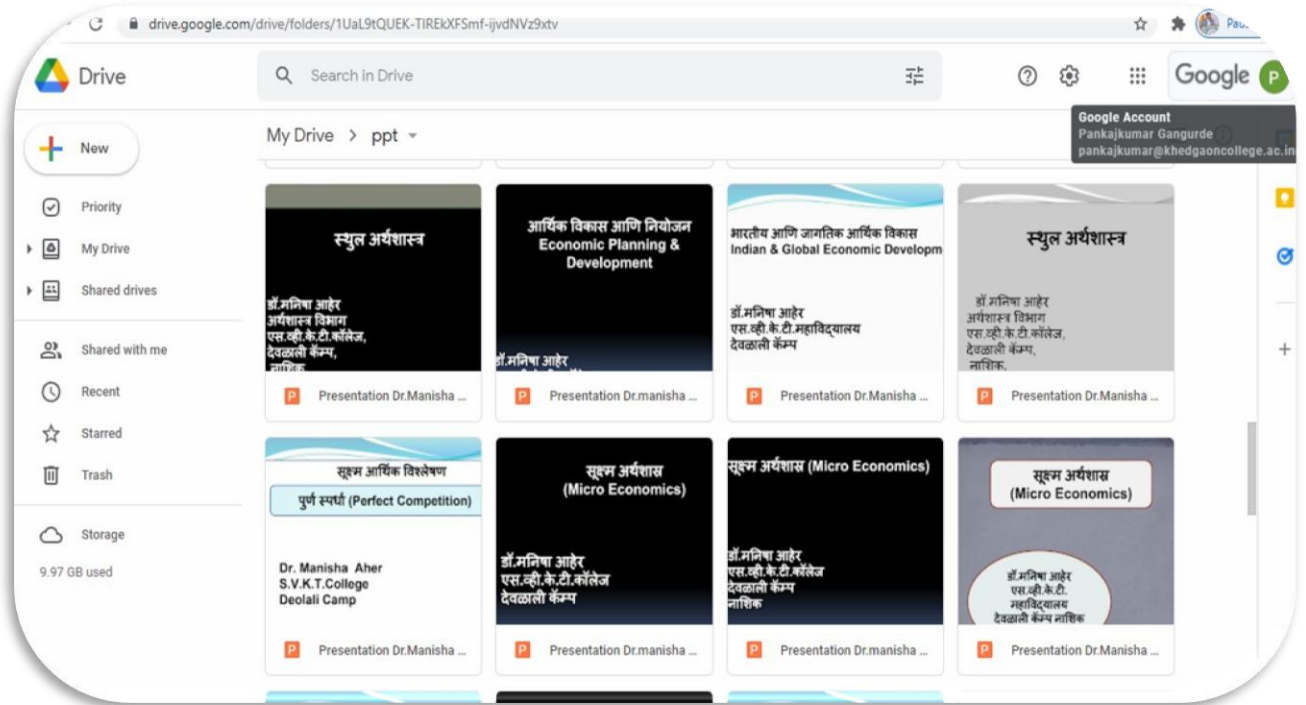 drive.google.com/drive/folders/1UaL9tQUEK-TIREkXFSmf-ijvdNVz9xtv
Drive
Search in Drive
Google P
Google Account
Pankajkumar Gangurde
pankajkumar@khedgaoncollege.ac.in
New
My Drive > ppt
Priority
My Drive
Shared drives
Shared with me
Recent
Starred
Trash
Storage
9.97 GB used
स्थुल अर्थशास्त्र
डॉ.मनिषा आहेर
अर्थशास्त्र विभाग
एस.व्ही.के.टी.कॉलेज,
देवळाली कॅम्प,
नाशिक
Presentation Dr.Manisha ...
आर्थिक विकास आणि नियोजन
Economic Planning &
Development
डॉ.मनिषा आहेर
Presentation Dr.manisha ...
भारतीय आणि जागतिक आर्थिक विकास
Indian & Global Economic Developm
डॉ.मनिषा आहेर
एस.व्ही.के.टी.महाविद्यालय
देवळाली कॅम्प
Presentation Dr.Manisha ...
स्थुल अर्थशास्त्र
डॉ.मनिषा आहेर
अर्थशास्त्र विभाग
एस.व्ही.के.टी.कॉलेज,
देवळाली कॅम्प,
नाशिक.
Presentation Dr.Manisha ...
सूक्ष्म आर्थिक विश्लेषण
पुर्ण स्पर्धा (Perfect Competition)
Dr. Manisha Aher
S.V.K.T.College
Deolali Camp
Presentation Dr.Manisha ...
सूक्ष्म अर्थशास्र
(Micro Economics)
डॉ.मनिषा आहेर
एस.व्ही.के.टी.कॉलेज
देवळाली कॅम्प
Presentation Dr.manisha ...
सूक्ष्म अर्थशास्र (Micro Economics)
डॉ.मनिषा आहेर
एस.व्ही.के.टी.कॉलेज
देवळाली कॅम्प
नाशिक
Presentation Dr.Manisha ...
सूक्ष्म अर्थशास्र
(Micro Economics)
डॉ.मनिषा आहेर
एस.व्ही.के.टी.
महाविद्यालय
देवळाली कॅम्प नाशिक
Presentation Dr.Manisha ...